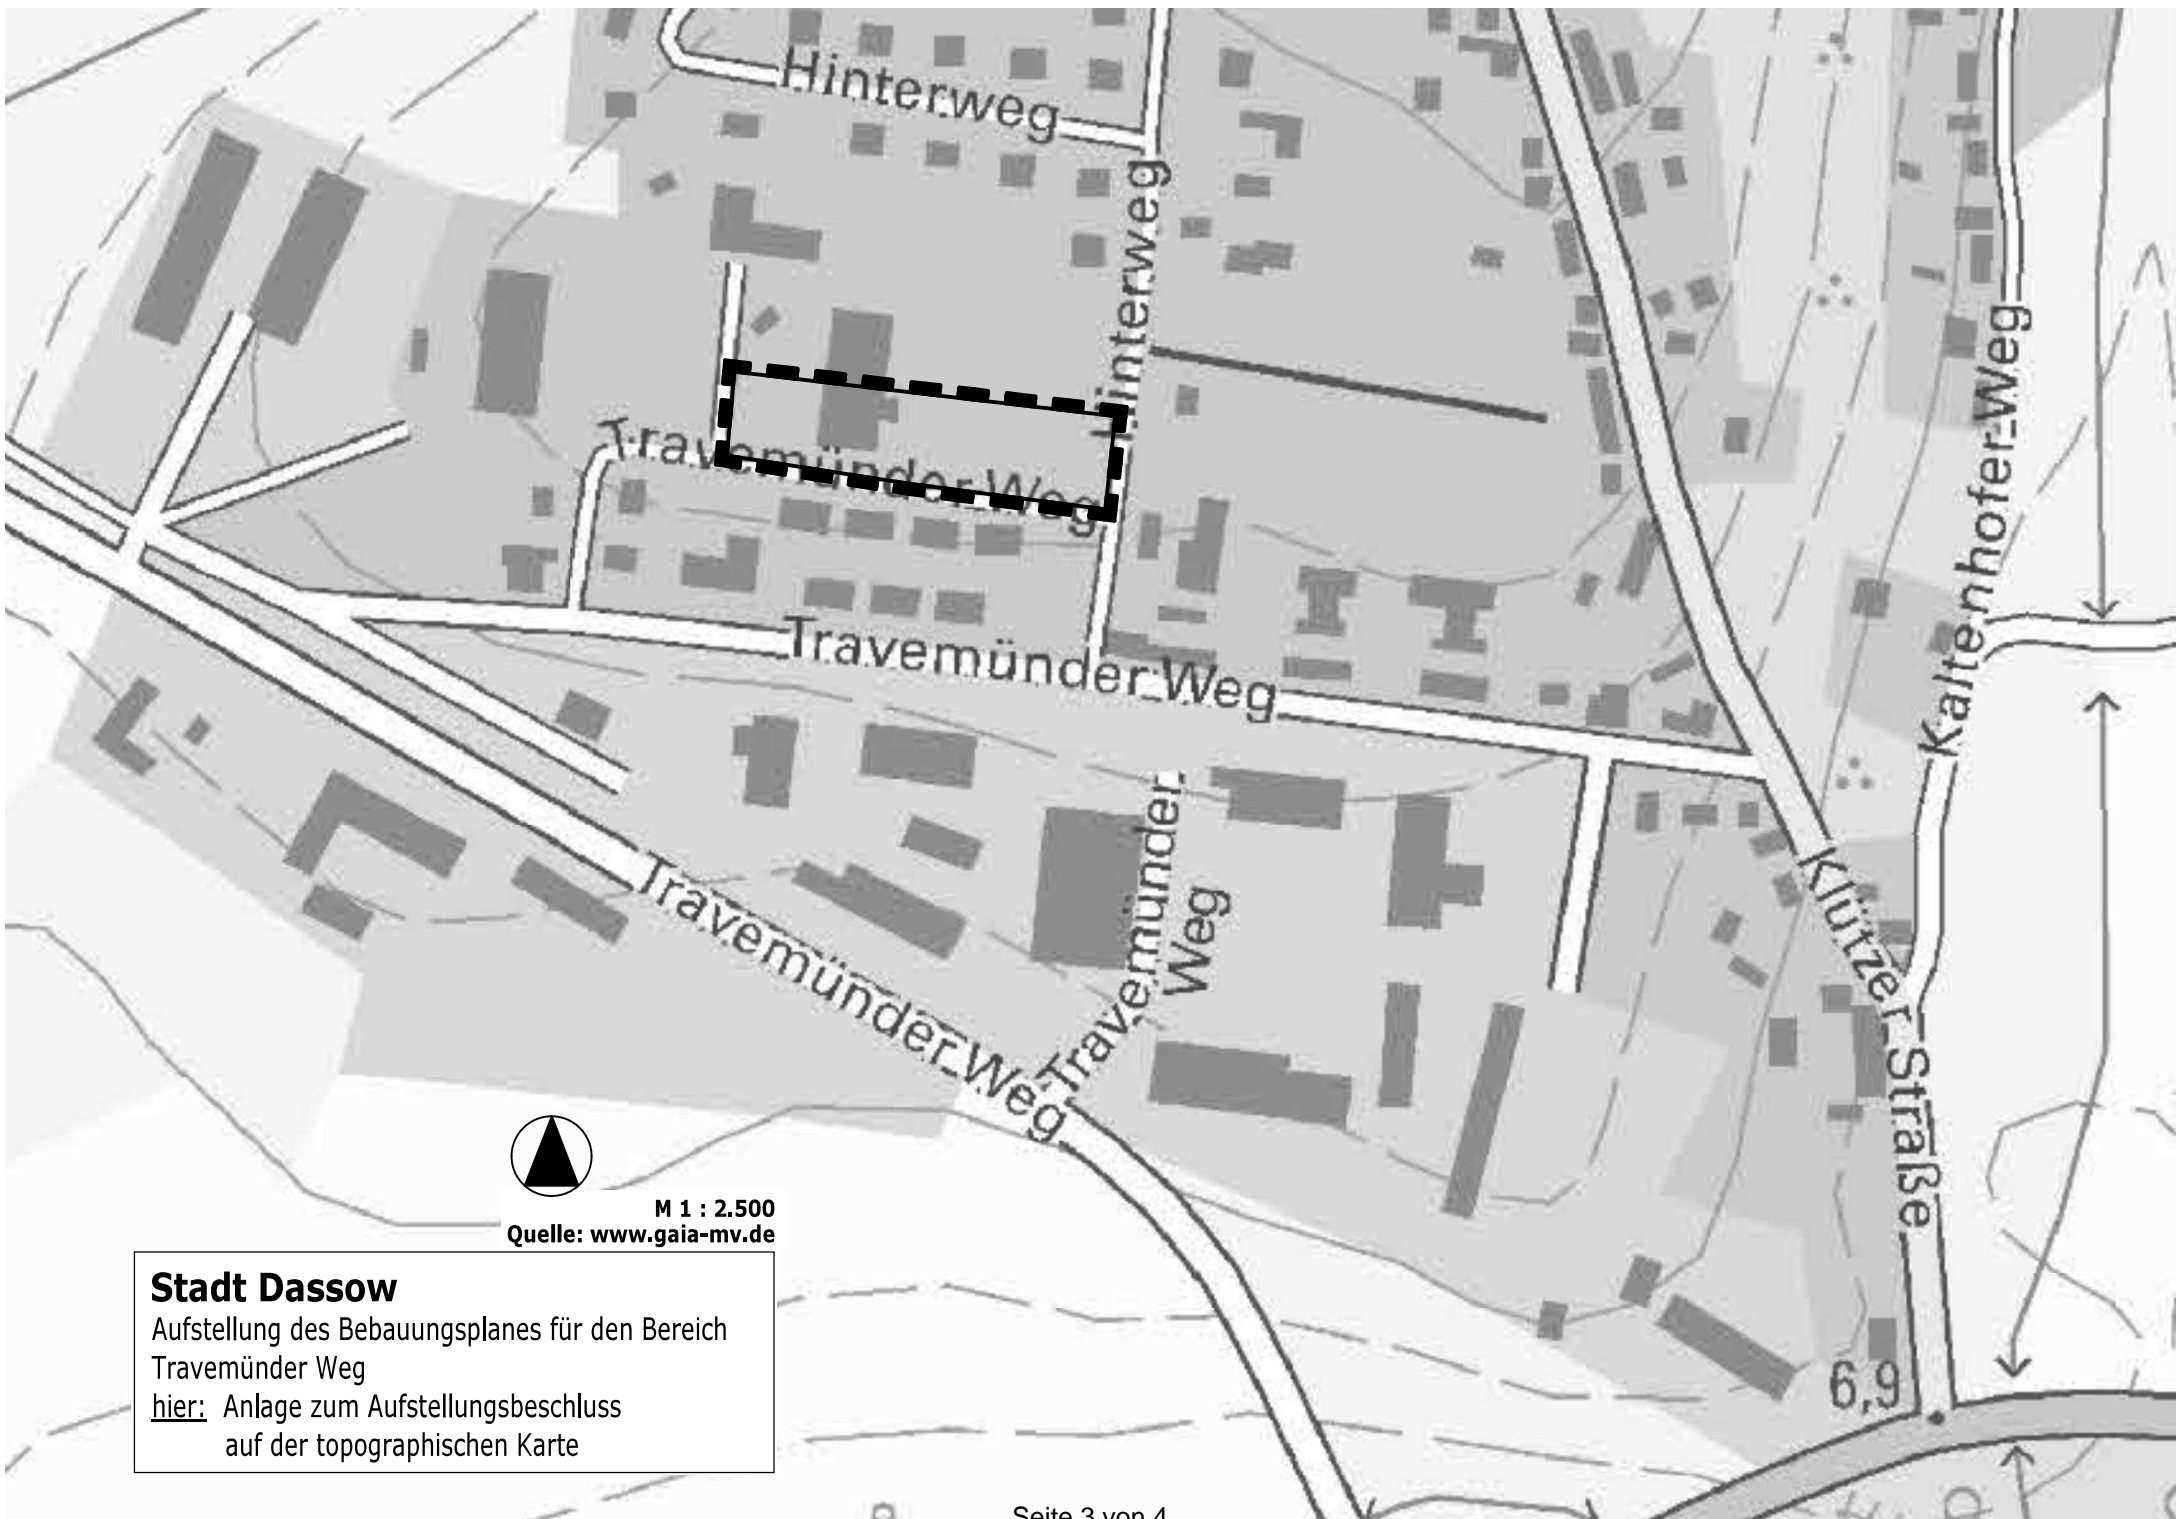 Hinterweg
Hinterweg
Travemünder Weg
Kaltenhofer Weg
Travemünder Weg
Travemünder
Weg
Travemünder Weg
Klützer Straße
M 1 : 2.500
Quelle: www.gaia-mv.de
Stadt Dassow
Aufstellung des Bebauungsplanes für den Bereich
Travemünder Weg
hier: Anlage zum Aufstellungsbeschluss
auf der topographischen Karte
6,9
Seite 3 von 4